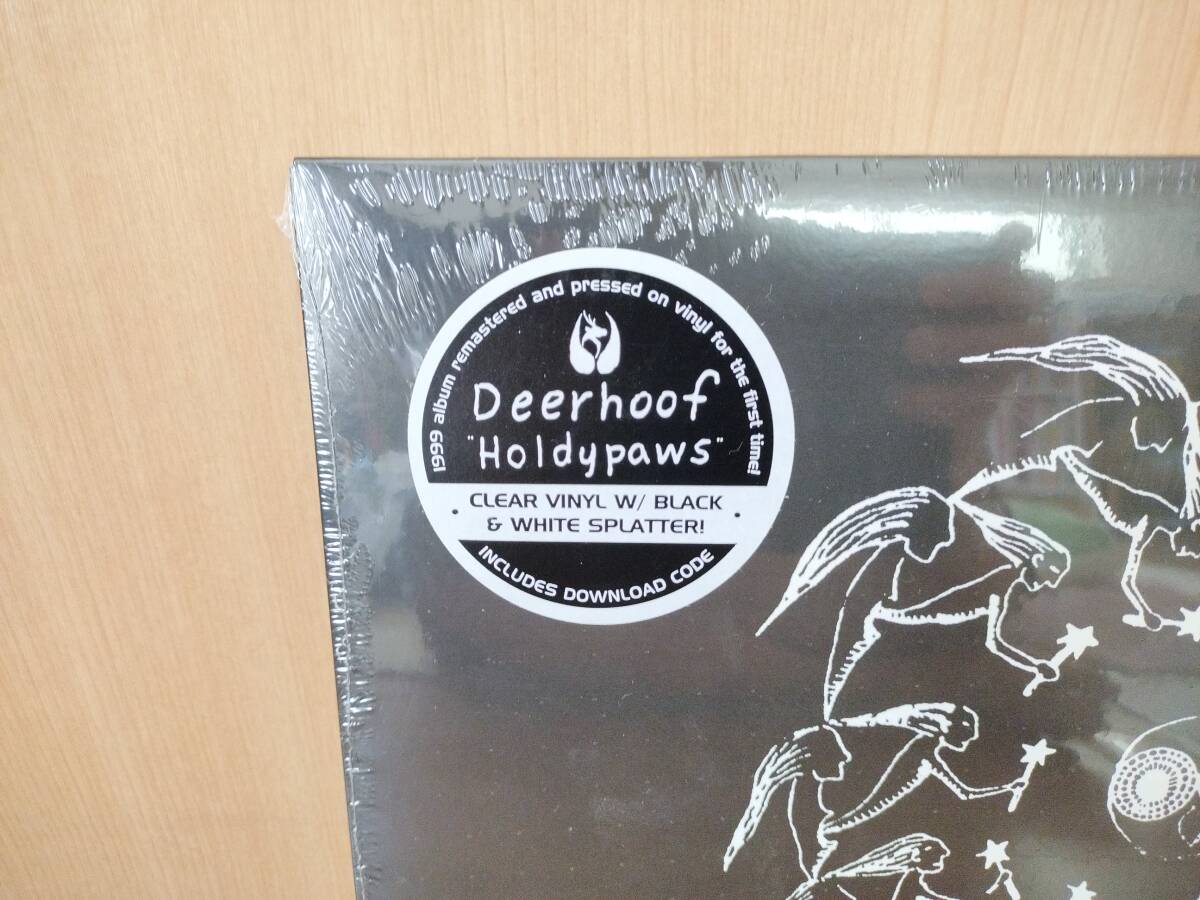 1999 album remastered and pressed on vinyl for the first time!
Deerhoof
"Holdypaws"
CLEAR VINYL W/ BLACK
& WHITE SPLATTER!
INCLUDES DOWNLOAD CODE